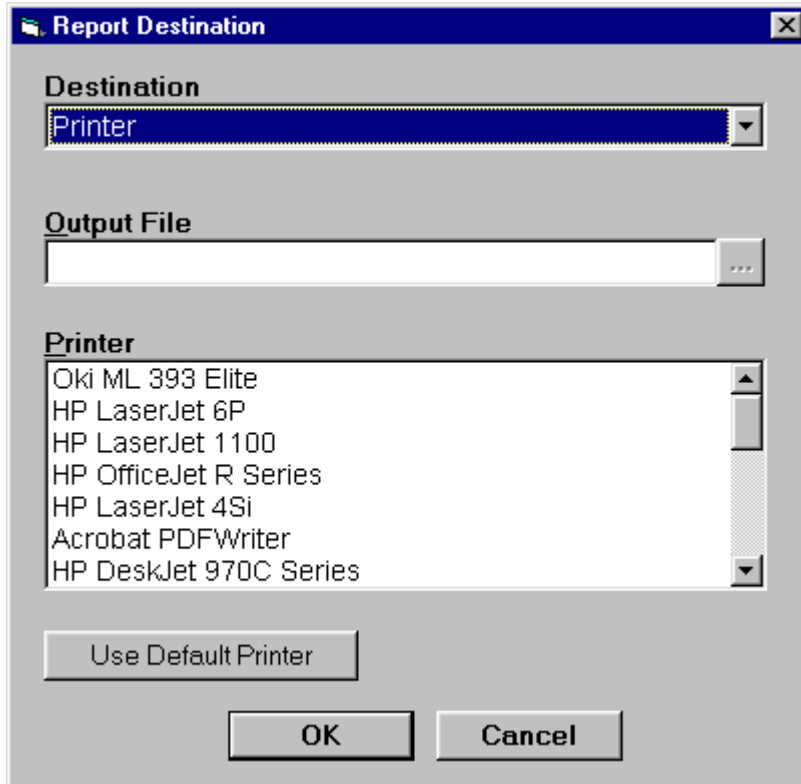 Report Destination
Destination
Printer
Output File
...
Printer
Oki ML 393 Elite
HP LaserJet 6P
HP LaserJet 1100
HP OfficeJet R Series
HP LaserJet 4Si
Acrobat PDFWriter
HP DeskJet 970C Series
Use Default Printer
OK Cancel